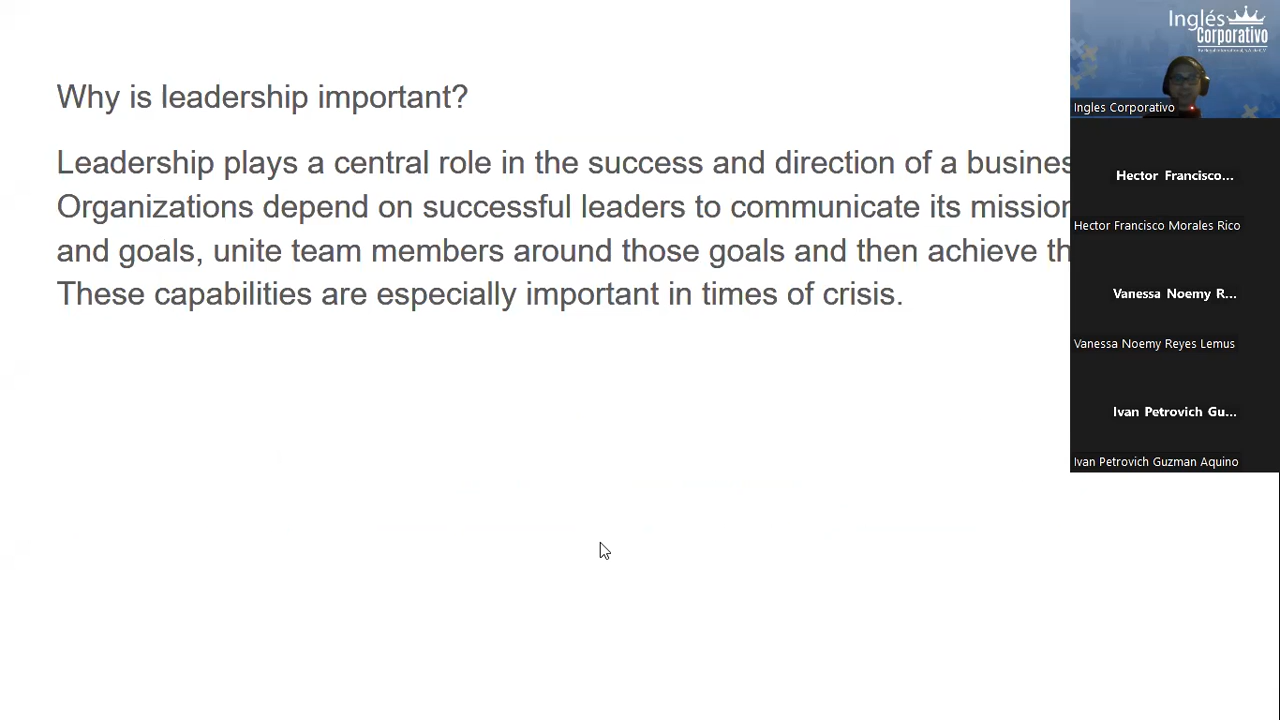 Why is leadership important?
Leadership plays a central role in the success and direction of a busines
Organizations depend on successful leaders to communicate its mission
and goals, unite team members around those goals and then achieve th
These capabilities are especially important in times of crisis.
Inglés
Corporativo
Ingles Corporativo
Hector Francisco...
Hector Francisco Morales Rico
Vanessa Noemy R...
Vanessa Noemy Reyes Lemus
Ivan Petrovich Gu...
Ivan Petrovich Guzman Aquino